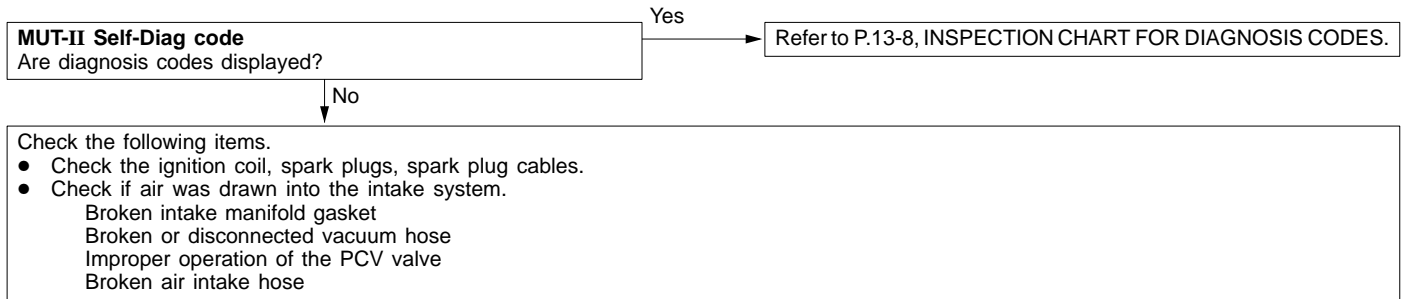 Yes
MUT-II Self-Diag code
Are diagnosis codes displayed?
Refer to P.13-8, INSPECTION CHART FOR DIAGNOSIS CODES.
No
Check the following items.
● Check the ignition coil, spark plugs, spark plug cables.
● Check if air was drawn into the intake system.
Broken intake manifold gasket
Broken or disconnected vacuum hose
Improper operation of the PCV valve
Broken air intake hose